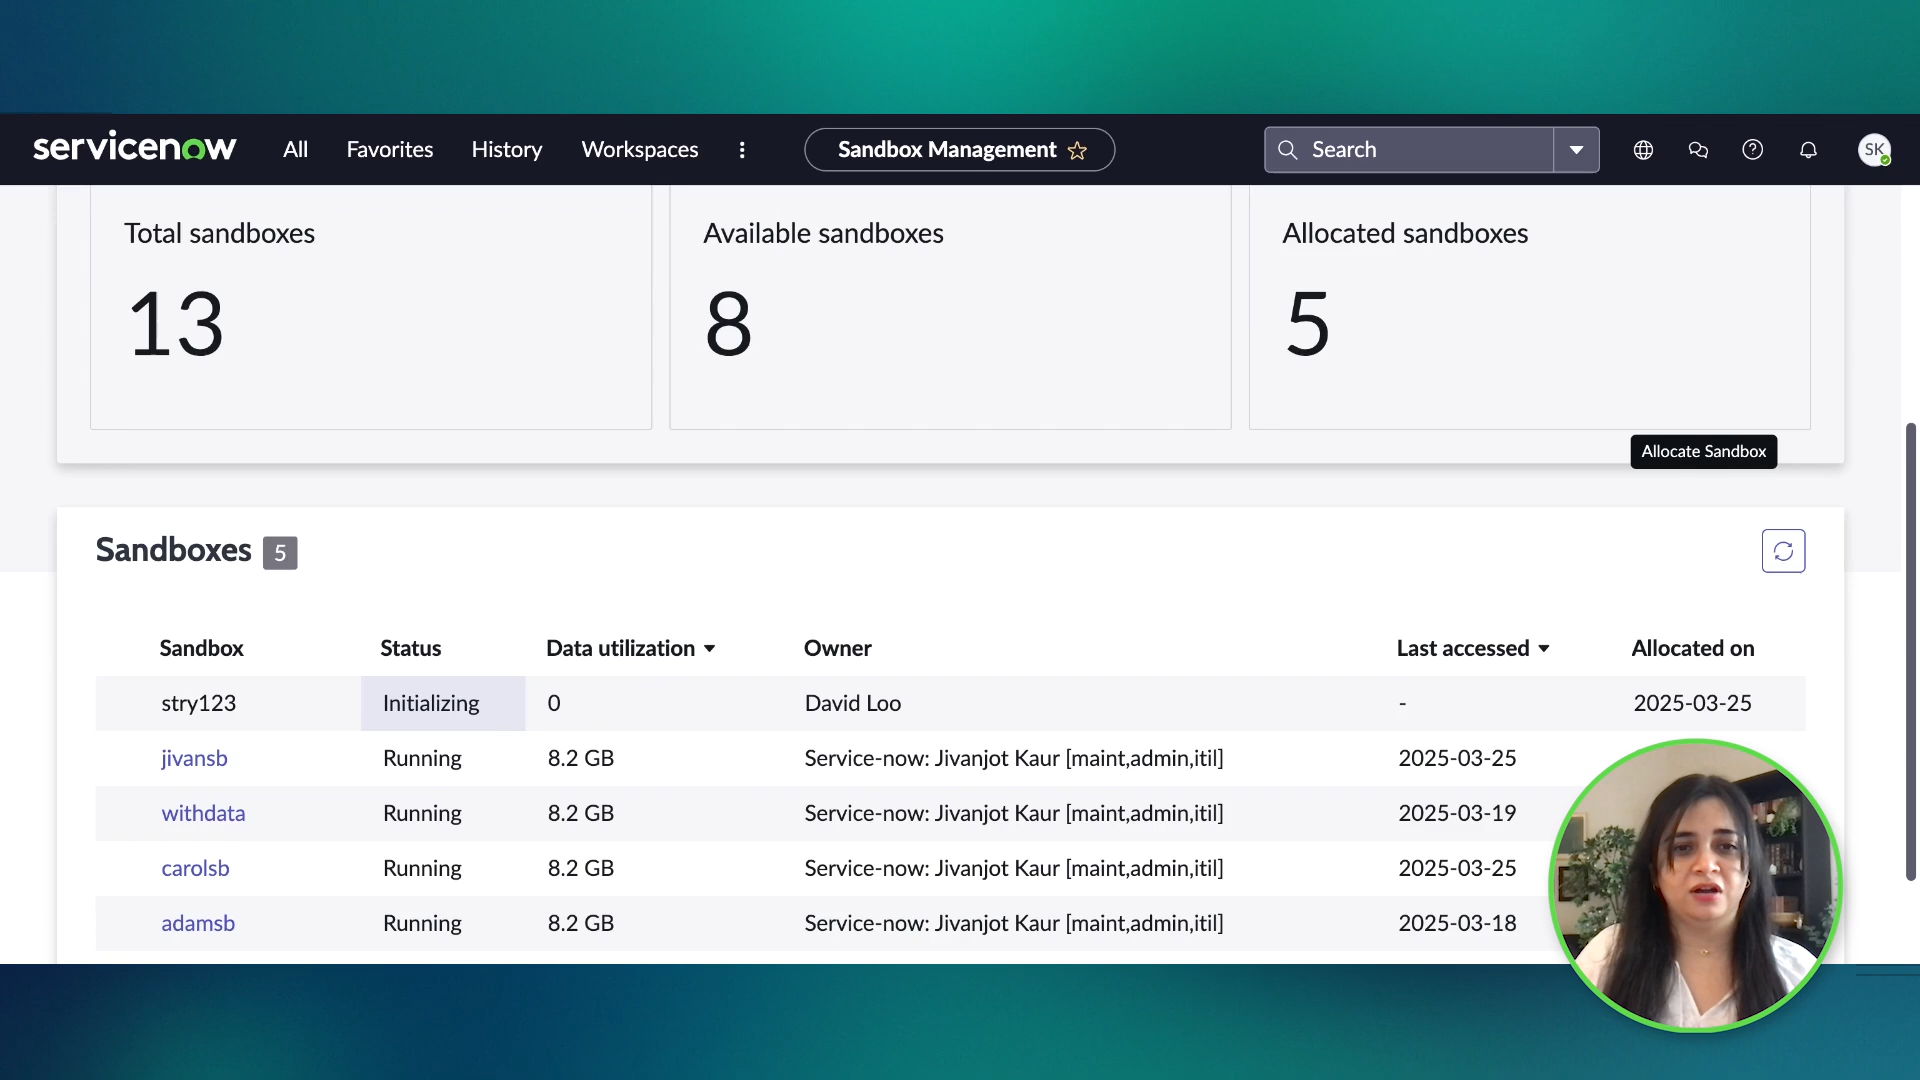 servicenow All Favorites History Workspaces Sandbox Management Search SK
Total sandboxes Available sandboxes Allocated sandboxes
13 8 5
Allocate Sandbox
Sandboxes 5
Sandbox Status Data utilization Owner Last accessed Allocated on
stry123 Initializing 0 David Loo - 2025-03-25
jivansb Running 8.2 GB Service-now: Jivanjot Kaur [maint,admin,itil] 2025-03-25
withdata Running 8.2 GB Service-now: Jivanjot Kaur [maint,admin,itil] 2025-03-19
carolsb Running 8.2 GB Service-now: Jivanjot Kaur [maint,admin,itil] 2025-03-25
adamsb Running 8.2 GB Service-now: Jivanjot Kaur [maint,admin,itil] 2025-03-18